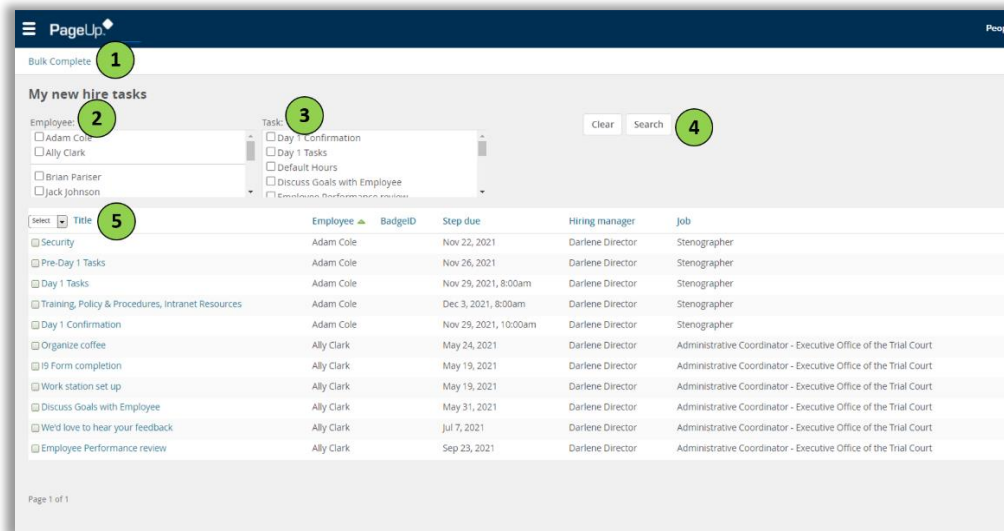 PageUp.
Peop
Bulk Complete 1
My new hire tasks
Employee: 2 Task: 3
Adam Cole
Ally Clark
Brian Pariser
Jack Johnson
Day 1 Confirmation
Day 1 Tasks
Default Hours
Discuss Goals with Employee
Employee Performance review
Clear Search 4
Select Title 5 Employee BadgeID Step due Hiring manager Job
Security Adam Cole Nov 22, 2021 Darlene Director Stenographer
Pre-Day 1 Tasks Adam Cole Nov 26, 2021 Darlene Director Stenographer
Day 1 Tasks Adam Cole Nov 29, 2021, 8:00am Darlene Director Stenographer
Training, Policy & Procedures, Intranet Resources Adam Cole Dec 3, 2021, 8:00am Darlene Director Stenographer
Day 1 Confirmation Adam Cole Nov 29, 2021, 10:00am Darlene Director Stenographer
Organize coffee Ally Clark May 24, 2021 Darlene Director Administrative Coordinator - Executive Office of the Trial Court
I9 Form completion Ally Clark May 19, 2021 Darlene Director Administrative Coordinator - Executive Office of the Trial Court
Work station set up Ally Clark May 19, 2021 Darlene Director Administrative Coordinator - Executive Office of the Trial Court
Discuss Goals with Employee Ally Clark May 31, 2021 Darlene Director Administrative Coordinator - Executive Office of the Trial Court
We'd love to hear your feedback Ally Clark Jul 7, 2021 Darlene Director Administrative Coordinator - Executive Office of the Trial Court
Employee Performance review Ally Clark Sep 23, 2021 Darlene Director Administrative Coordinator - Executive Office of the Trial Court
Page 1 of 1